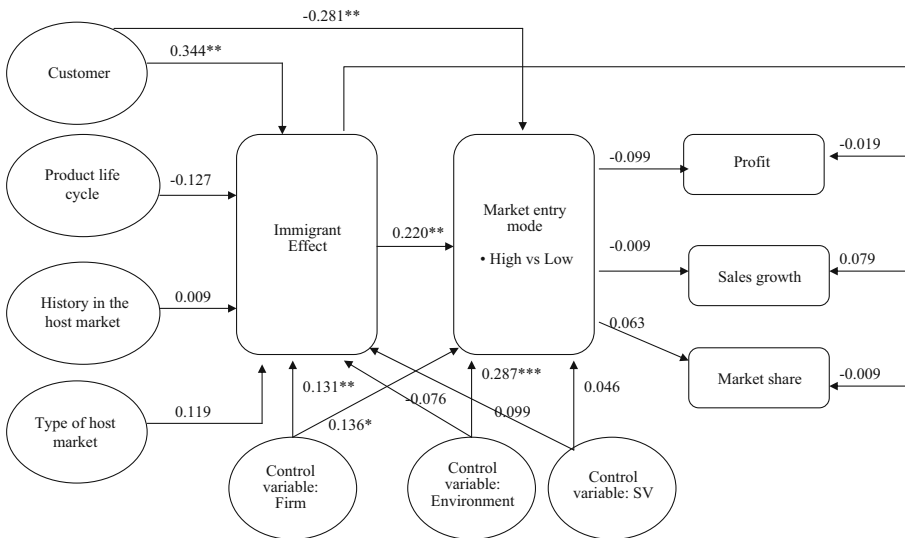 -0.281**
0.344**
Customer
-0.127
Product life
cycle
0.009
History in the
host market
0.119
Type of host
market
Immigrant
Effect
0.220**
Market entry
mode
• High vs Low
-0.099
-0.009
0.063
Profit
-0.019
Sales growth
0.079
Market share
-0.009
0.131**
0.136*
-0.076
0.287***
0.099
0.046
Control
variable:
Firm
Control
variable:
Environment
Control
variable: SV